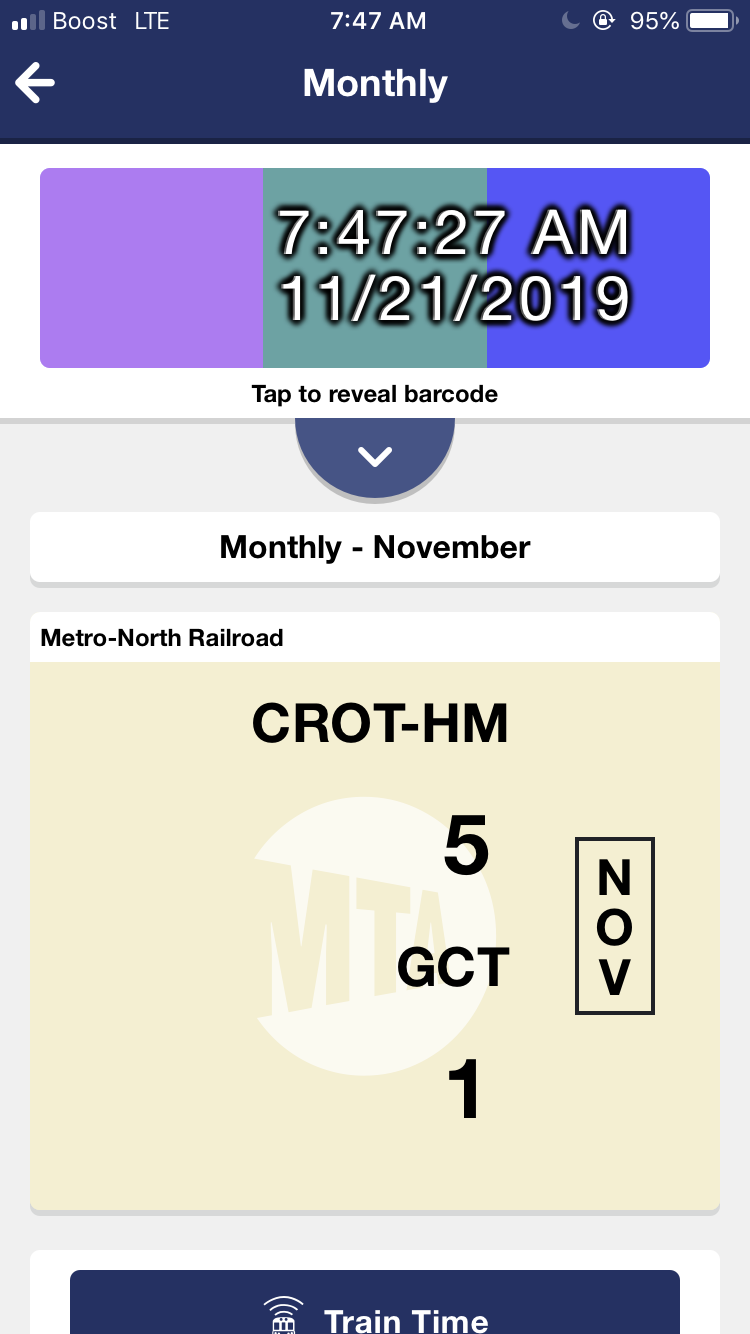 Boost LTE 7:47 AM 95%
Monthly
7:47:27 AM
11/21/2019
Tap to reveal barcode
Monthly - November
Metro-North Railroad
CROT-HM
5
MTA
GCT
1
N
O
V
Train Time